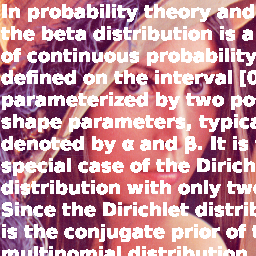 In probability theory and
the beta distribution is a
of continuous probability
defined on the interval [0
parameterized by two po
shape parameters, typica
denoted by α and β. It is
special case of the Dirich
distribution with only two
Since the Dirichlet distrib
is the conjugate prior of t
multinomial distribution